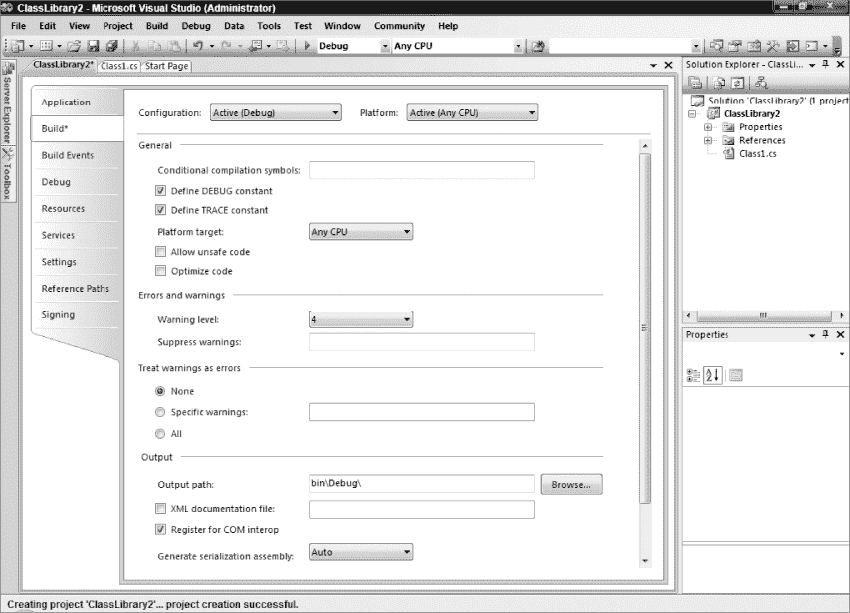 ClassLibrary2 - Microsoft Visual Studio (Administrator)
File Edit View Project Build Debug Data Tools Test Window Community Help
Debug Any CPU
ClassLibrary2* Class1.cs Start Page
Server Explorer
Toolbox
Application
Build*
Build Events
Debug
Resources
Services
Settings
Reference Paths
Signing
Configuration: Active (Debug) Platform: Active (Any CPU)
General
Conditional compilation symbols:
Define DEBUG constant
Define TRACE constant
Platform target: Any CPU
Allow unsafe code
Optimize code
Errors and warnings
Warning level: 4
Suppress warnings:
Treat warnings as errors
None
Specific warnings:
All
Output
Output path: bin\Debug\ Browse...
XML documentation file:
Register for COM interop
Generate serialization assembly: Auto
Solution Explorer - ClassLi...
Solution 'ClassLibrary2' (1 project
ClassLibrary2
Properties
References
Class1.cs
Properties
Creating project 'ClassLibrary2'... project creation successful.